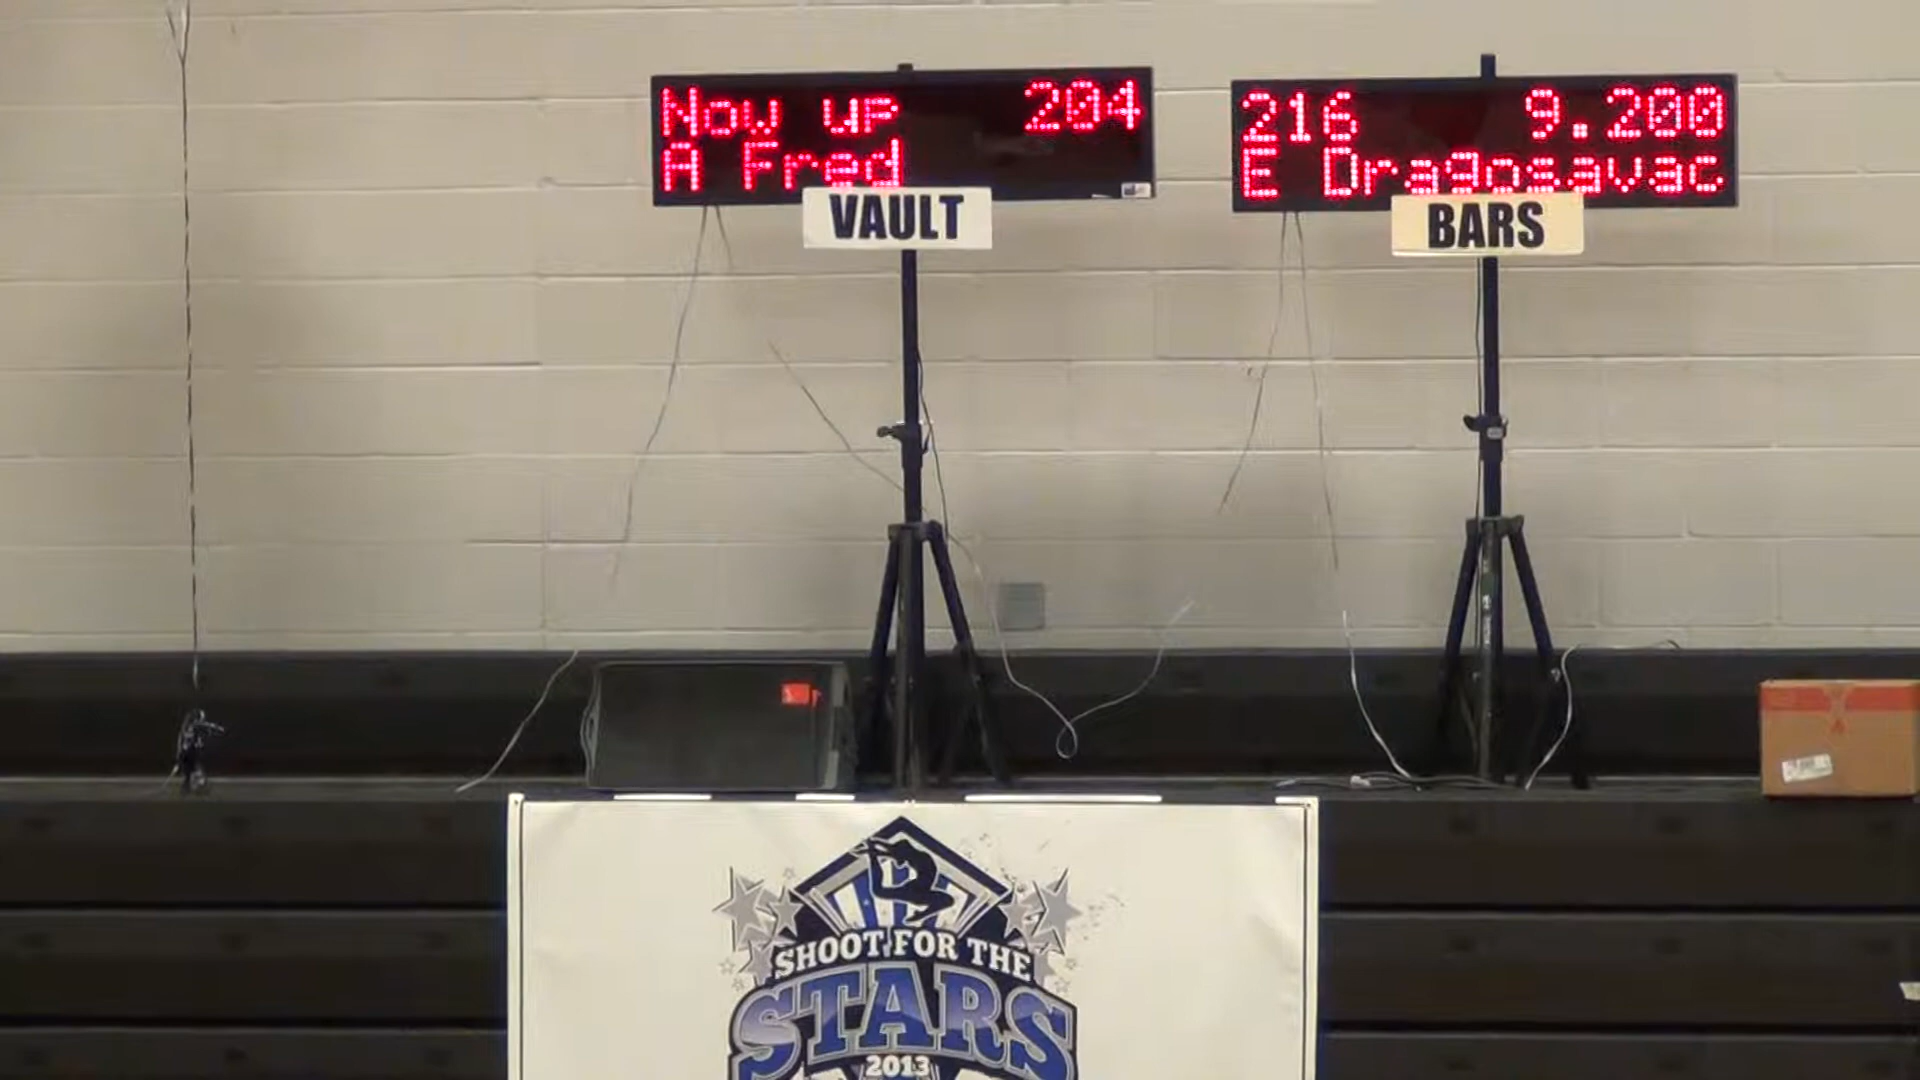 Now up 204
A Fred
VAULT
216 9.200
E Dragosavac
BARS
SHOOT FOR THE
STARS
2013